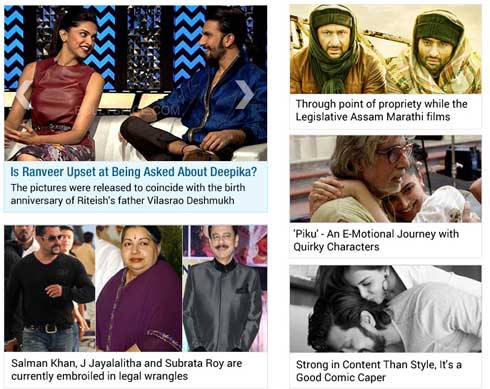 Is Ranveer Upset at Being Asked About Deepika?
The pictures were released to coincide with the birth
anniversary of Riteish's father Vilasrao Deshmukh
Salman Khan, J Jayalalitha and Subrata Roy are
currently embroiled in legal wrangles
Through point of propriety while the
Legislative Assam Marathi films
'Piku' - An E-Motional Journey with
Quirky Characters
Strong in Content Than Style, It's a
Good Comic Caper